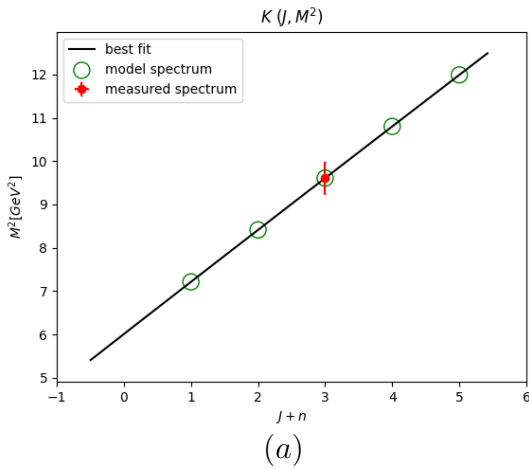 K (J, M²)
best fit
model spectrum
measured spectrum
M²[GeV²]
12
11
10
9
8
7
6
5
−1 0 1 2 3 4 5 6
J + n
(a)